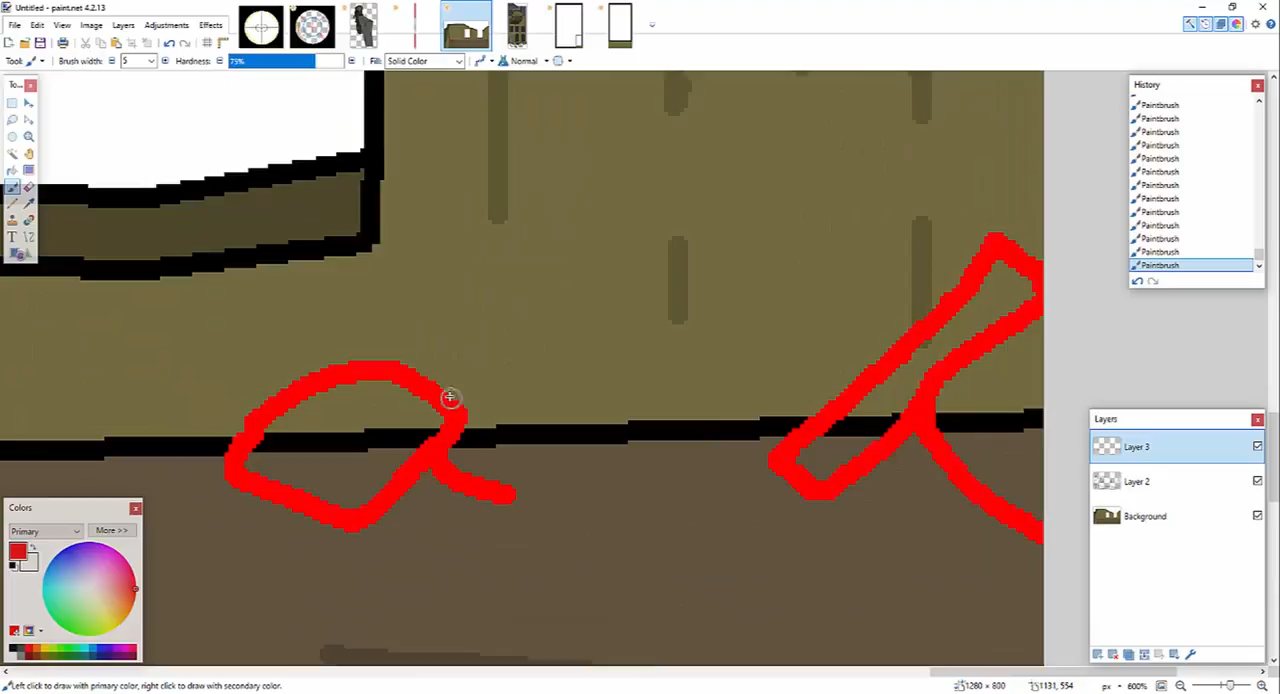 Untitled - paint.net 4.2.13
File Edit View Image Layers Adjustments Effects
Tool: Brush width: 5 Hardness: 75% Fill: Solid Color Normal
To...
History
Paintbrush
Paintbrush
Paintbrush
Paintbrush
Paintbrush
Paintbrush
Paintbrush
Paintbrush
Paintbrush
Paintbrush
Paintbrush
Paintbrush
Paintbrush
Layers
Layer 3
Layer 2
Background
Colors
Primary More >>
Left click to draw with primary color, right click to draw with secondary color. 1280 × 800 1131, 554 px 600%